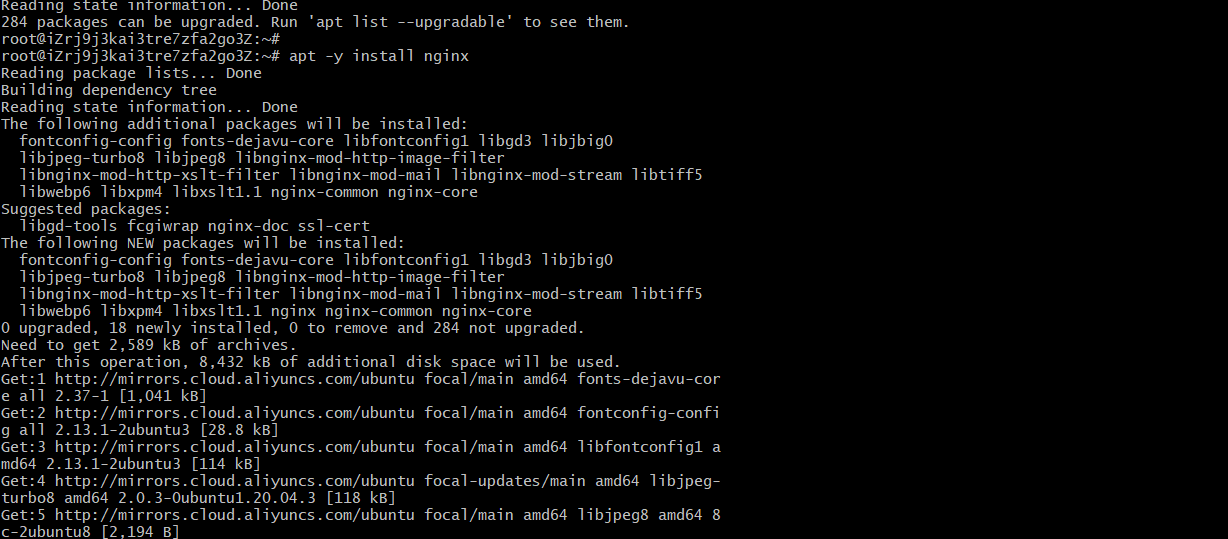 Reading state information... Done
284 packages can be upgraded. Run 'apt list --upgradable' to see them.
root@iZrj9j3kai3tre7zfa2go3Z:~#
root@iZrj9j3kai3tre7zfa2go3Z:~# apt -y install nginx
Reading package lists... Done
Building dependency tree
Reading state information... Done
The following additional packages will be installed:
  fontconfig-config fonts-dejavu-core libfontconfig1 libgd3 libjbig0
  libjpeg-turbo8 libjpeg8 libnginx-mod-http-image-filter
  libnginx-mod-http-xslt-filter libnginx-mod-mail libnginx-mod-stream libtiff5
  libwebp6 libxpm4 libxslt1.1 nginx-common nginx-core
Suggested packages:
  libgd-tools fcgiwrap nginx-doc ssl-cert
The following NEW packages will be installed:
  fontconfig-config fonts-dejavu-core libfontconfig1 libgd3 libjbig0
  libjpeg-turbo8 libjpeg8 libnginx-mod-http-image-filter
  libnginx-mod-http-xslt-filter libnginx-mod-mail libnginx-mod-stream libtiff5
  libwebp6 libxpm4 libxslt1.1 nginx nginx-common nginx-core
0 upgraded, 18 newly installed, 0 to remove and 284 not upgraded.
Need to get 2,589 kB of archives.
After this operation, 8,432 kB of additional disk space will be used.
Get:1 http://mirrors.cloud.aliyuncs.com/ubuntu focal/main amd64 fonts-dejavu-cor
e all 2.37-1 [1,041 kB]
Get:2 http://mirrors.cloud.aliyuncs.com/ubuntu focal/main amd64 fontconfig-confi
g all 2.13.1-2ubuntu3 [28.8 kB]
Get:3 http://mirrors.cloud.aliyuncs.com/ubuntu focal/main amd64 libfontconfig1 a
md64 2.13.1-2ubuntu3 [114 kB]
Get:4 http://mirrors.cloud.aliyuncs.com/ubuntu focal-updates/main amd64 libjpeg-
turbo8 amd64 2.0.3-0ubuntu1.20.04.3 [118 kB]
Get:5 http://mirrors.cloud.aliyuncs.com/ubuntu focal/main amd64 libjpeg8 amd64 8
c-2ubuntu8 [2,194 B]